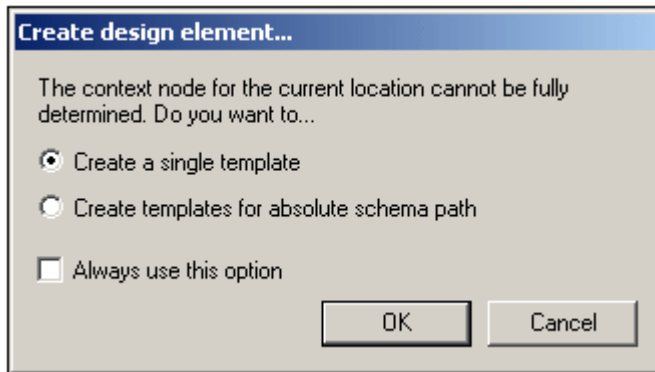 Create design element...
The context node for the current location cannot be fully
determined. Do you want to...
Create a single template
Create templates for absolute schema path
Always use this option
OK
Cancel